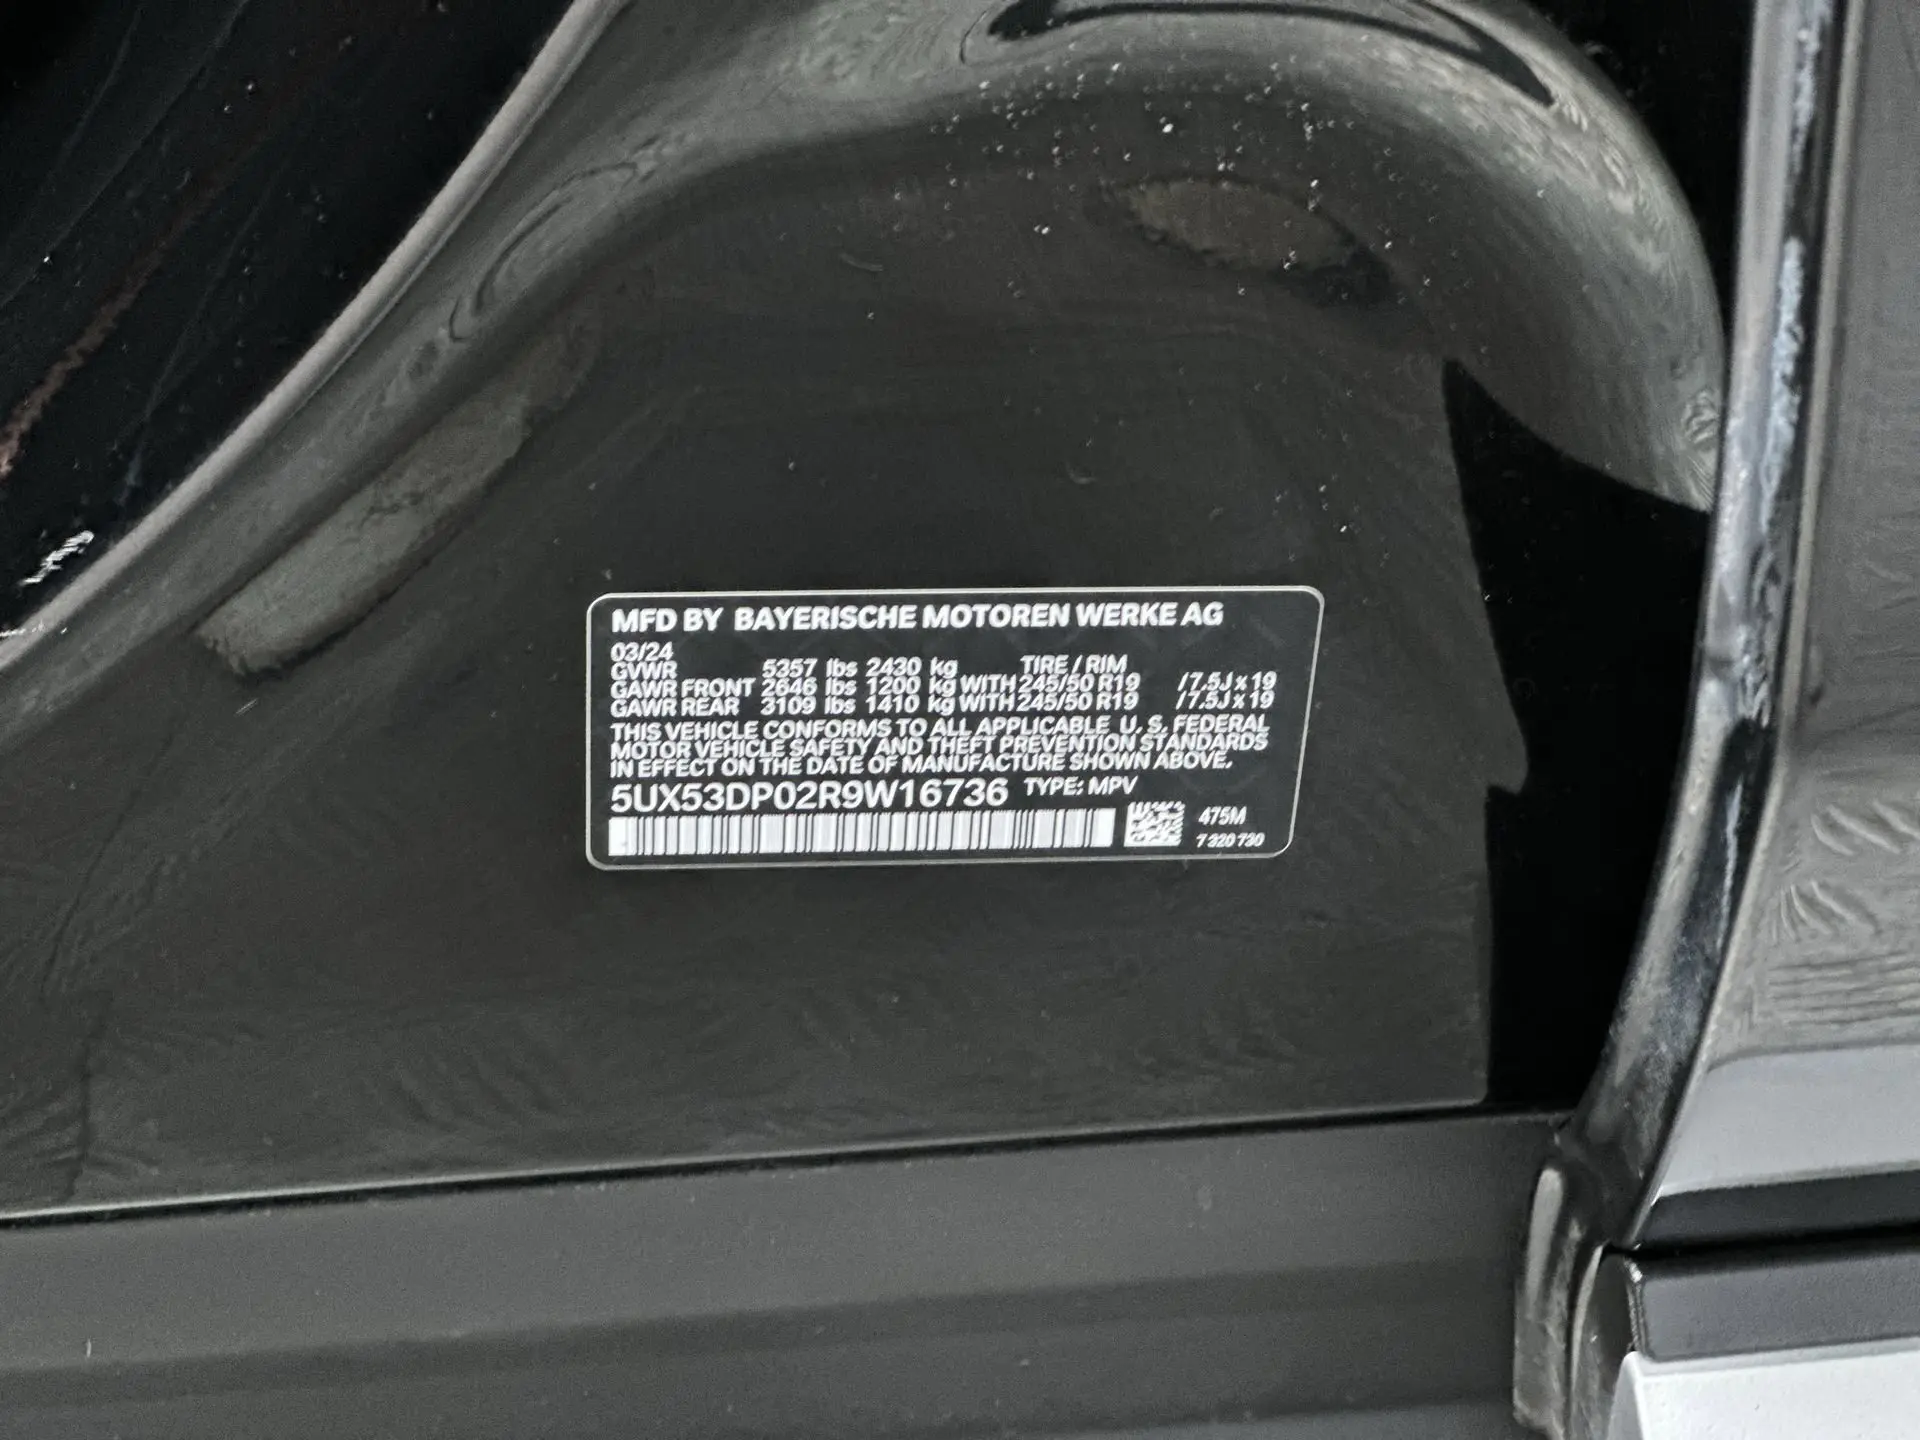 MFD BY BAYERISCHE MOTOREN WERKE AG
03/24
GVWR 5357 lbs 2430 kg TIRE / RIM
GAWR FRONT 2646 lbs 1200 kg WITH 245/50 R19 /7.5J x 19
GAWR REAR 3109 lbs 1410 kg WITH 245/50 R19 /7.5J x 19
THIS VEHICLE CONFORMS TO ALL APPLICABLE U. S. FEDERAL
MOTOR VEHICLE SAFETY AND THEFT PREVENTION STANDARDS
IN EFFECT ON THE DATE OF MANUFACTURE SHOWN ABOVE.
5UX53DP02R9W16736 TYPE: MPV
475M
7 320 730